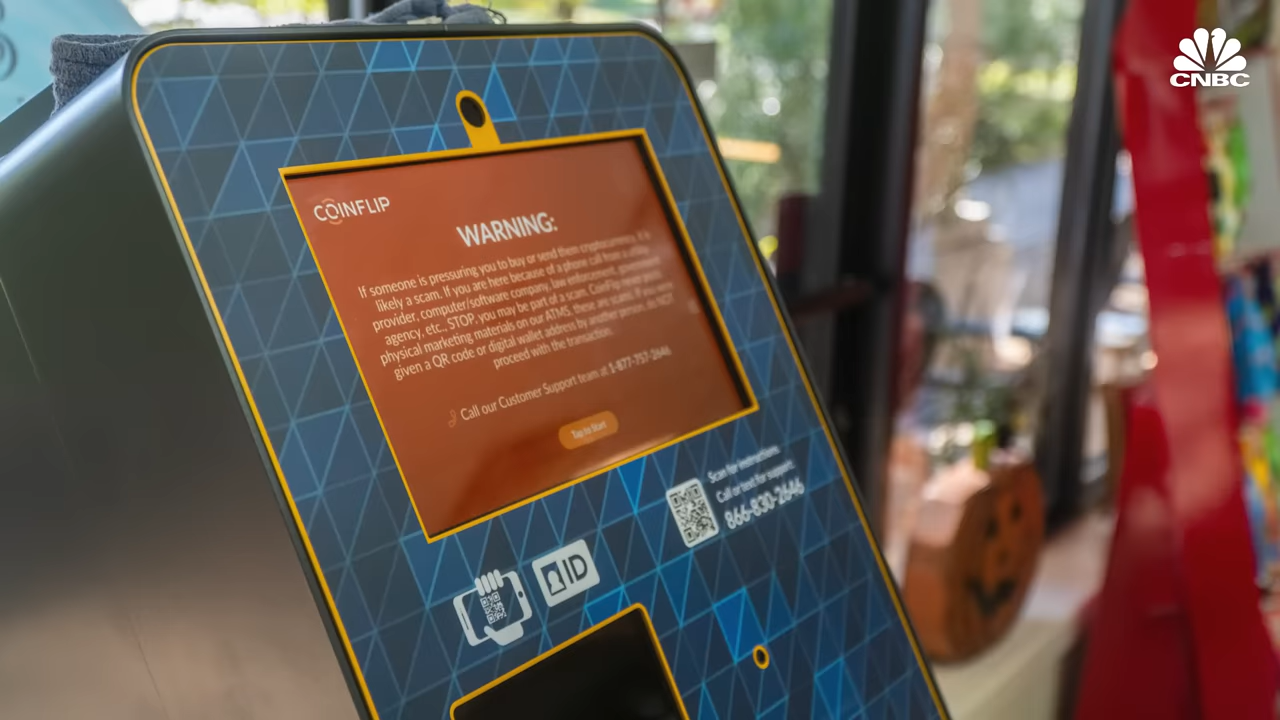 CNBC
COINFLIP
WARNING:
If someone is pressuring you to buy or send them cryptocurrency, it is
likely a scam. If you are here because of a phone call from a utility
provider, computer/software company, law enforcement, government
agency, etc., STOP, you may be part of a scam. CoinFlip never uses
physical marketing materials on our ATMS, these are scams. If you were
given a QR code or digital wallet address by another person, do NOT
proceed with the transaction.
Call our Customer Support team at 1-877-757-2646
Tap to Start
Scan for instructions.
Call or text for support:
866-830-2646
ID